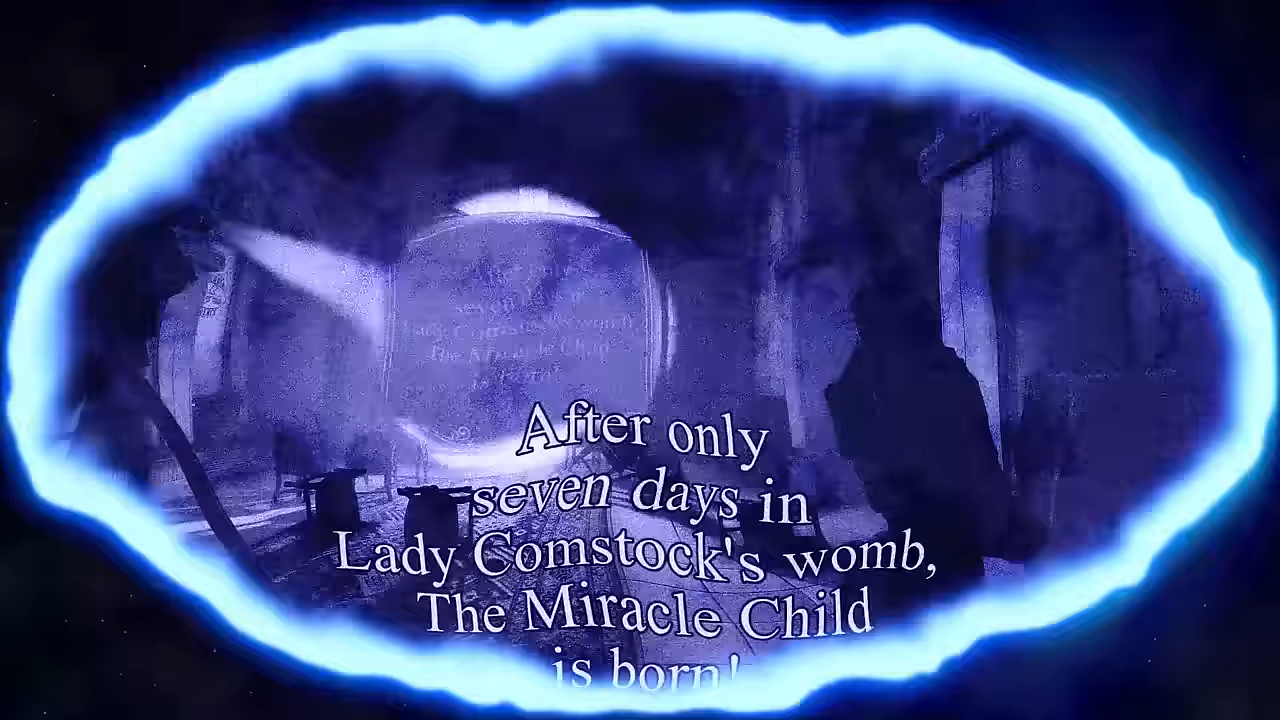 After only
seven days in
Lady Comstock's womb,
The Miracle Child
is born!